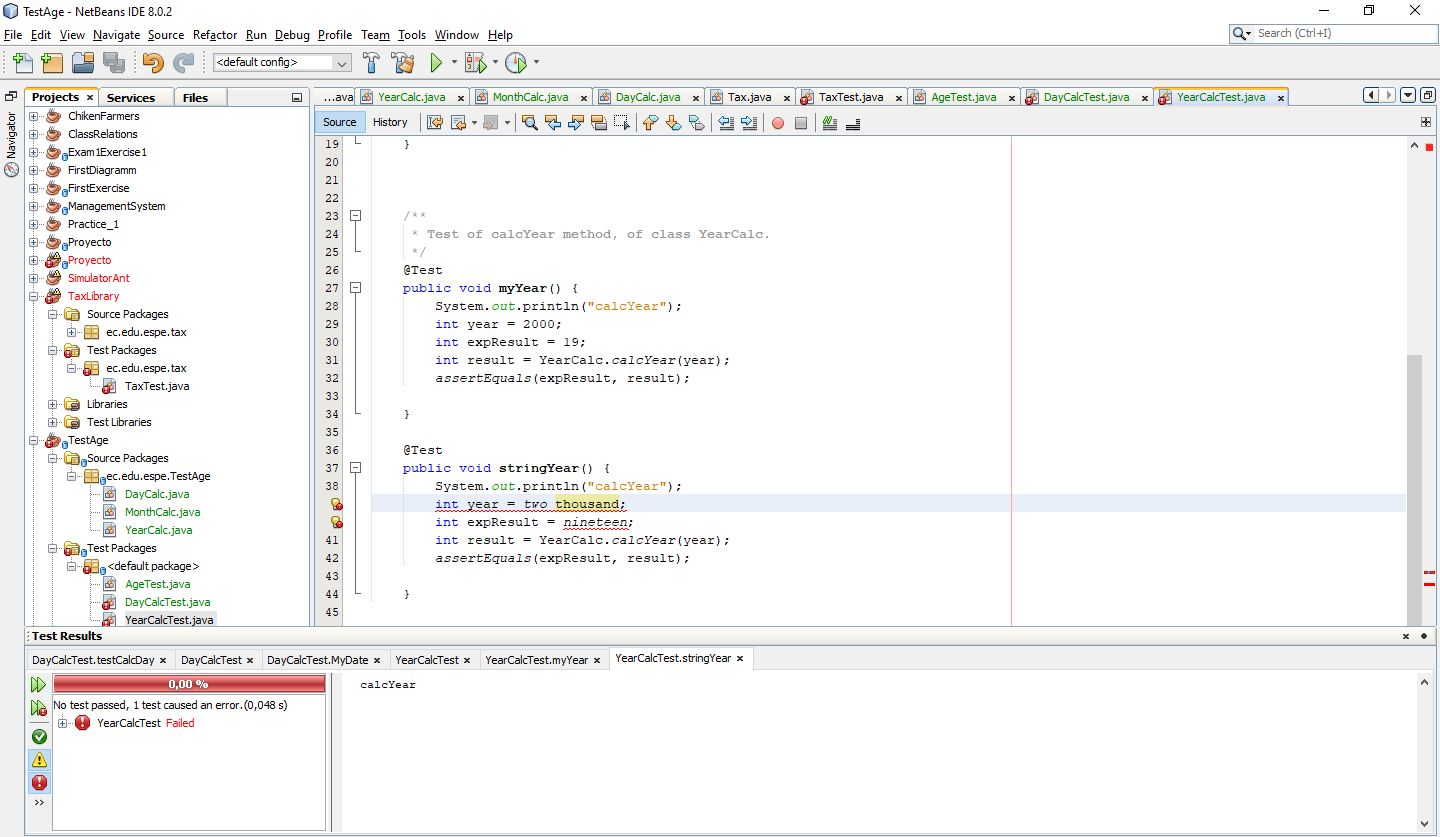 TestAge - NetBeans IDE 8.0.2
File Edit View Navigate Source Refactor Run Debug Profile Team Tools Window Help
Search (Ctrl+I)
<default config>
Projects Services Files
Navigator
ChikenFarmers
ClassRelations
Exam1Exercise1
FirstDiagramm
FirstExercise
ManagementSystem
Practice_1
Proyecto
Proyecto
SimulatorAnt
TaxLibrary
Source Packages
ec.edu.espe.tax
Test Packages
ec.edu.espe.tax
TaxTest.java
Libraries
Test Libraries
TestAge
Source Packages
ec.edu.espe.TestAge
DayCalc.java
MonthCalc.java
YearCalc.java
Test Packages
<default package>
AgeTest.java
DayCalcTest.java
YearCalcTest.java
...ava YearCalc.java MonthCalc.java DayCalc.java Tax.java TaxTest.java AgeTest.java DayCalcTest.java YearCalcTest.java
Source History
19 }
20
21
22
23 /**
24 * Test of calcYear method, of class YearCalc.
25 */
26 @Test
27 public void myYear() {
28 System.out.println("calcYear");
29 int year = 2000;
30 int expResult = 19;
31 int result = YearCalc.calcYear(year);
32 assertEquals(expResult, result);
33
34 }
35
36 @Test
37 public void stringYear() {
38 System.out.println("calcYear");
int year = two thousand;
int expResult = nineteen;
41 int result = YearCalc.calcYear(year);
42 assertEquals(expResult, result);
43
44 }
45
Test Results
DayCalcTest.testCalcDay DayCalcTest DayCalcTest.MyDate YearCalcTest YearCalcTest.myYear YearCalcTest.stringYear
0,00 %
No test passed, 1 test caused an error.(0,048 s)
YearCalcTest Failed
calcYear